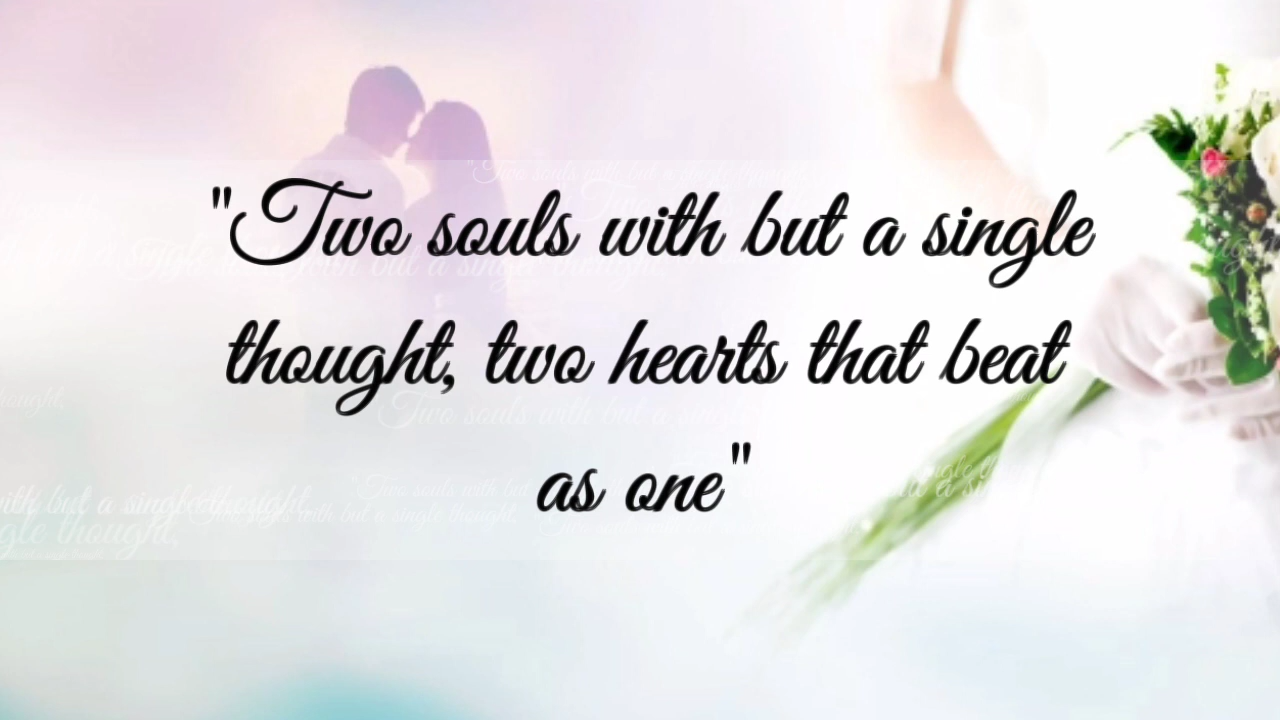 "Two souls with but a single
thought, two hearts that beat
as one"